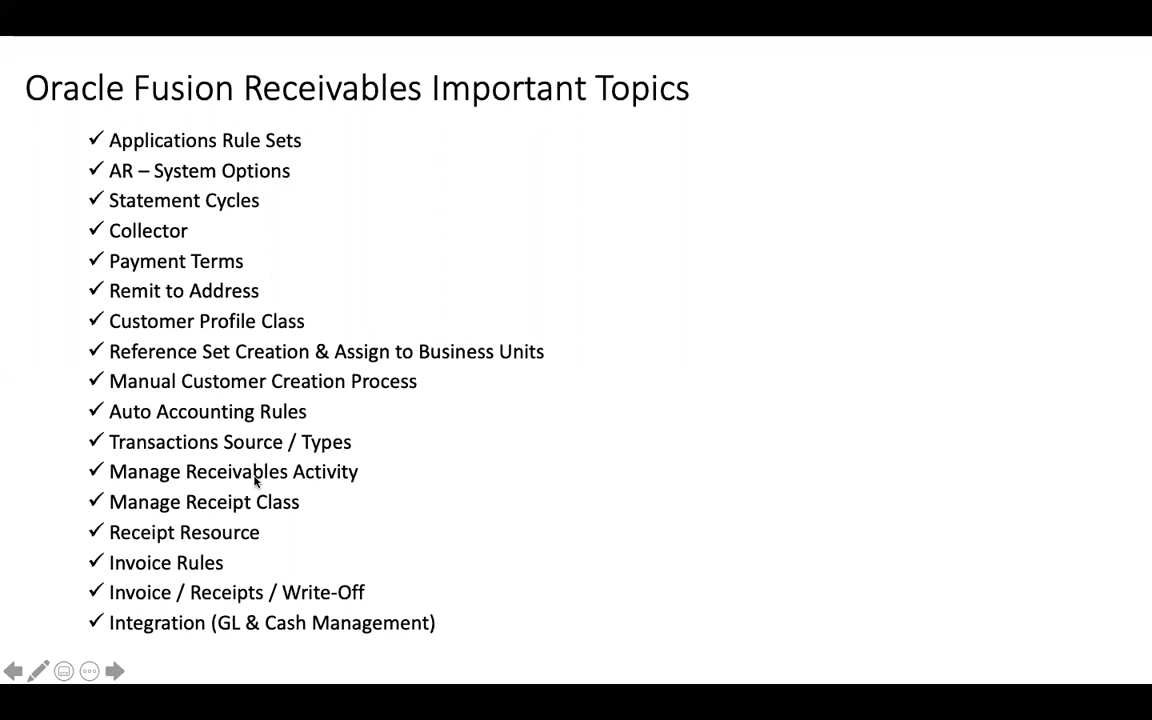 Oracle Fusion Receivables Important Topics
✓ Applications Rule Sets
✓ AR – System Options
✓ Statement Cycles
✓ Collector
✓ Payment Terms
✓ Remit to Address
✓ Customer Profile Class
✓ Reference Set Creation & Assign to Business Units
✓ Manual Customer Creation Process
✓ Auto Accounting Rules
✓ Transactions Source / Types
✓ Manage Receivables Activity
✓ Manage Receipt Class
✓ Receipt Resource
✓ Invoice Rules
✓ Invoice / Receipts / Write-Off
✓ Integration (GL & Cash Management)